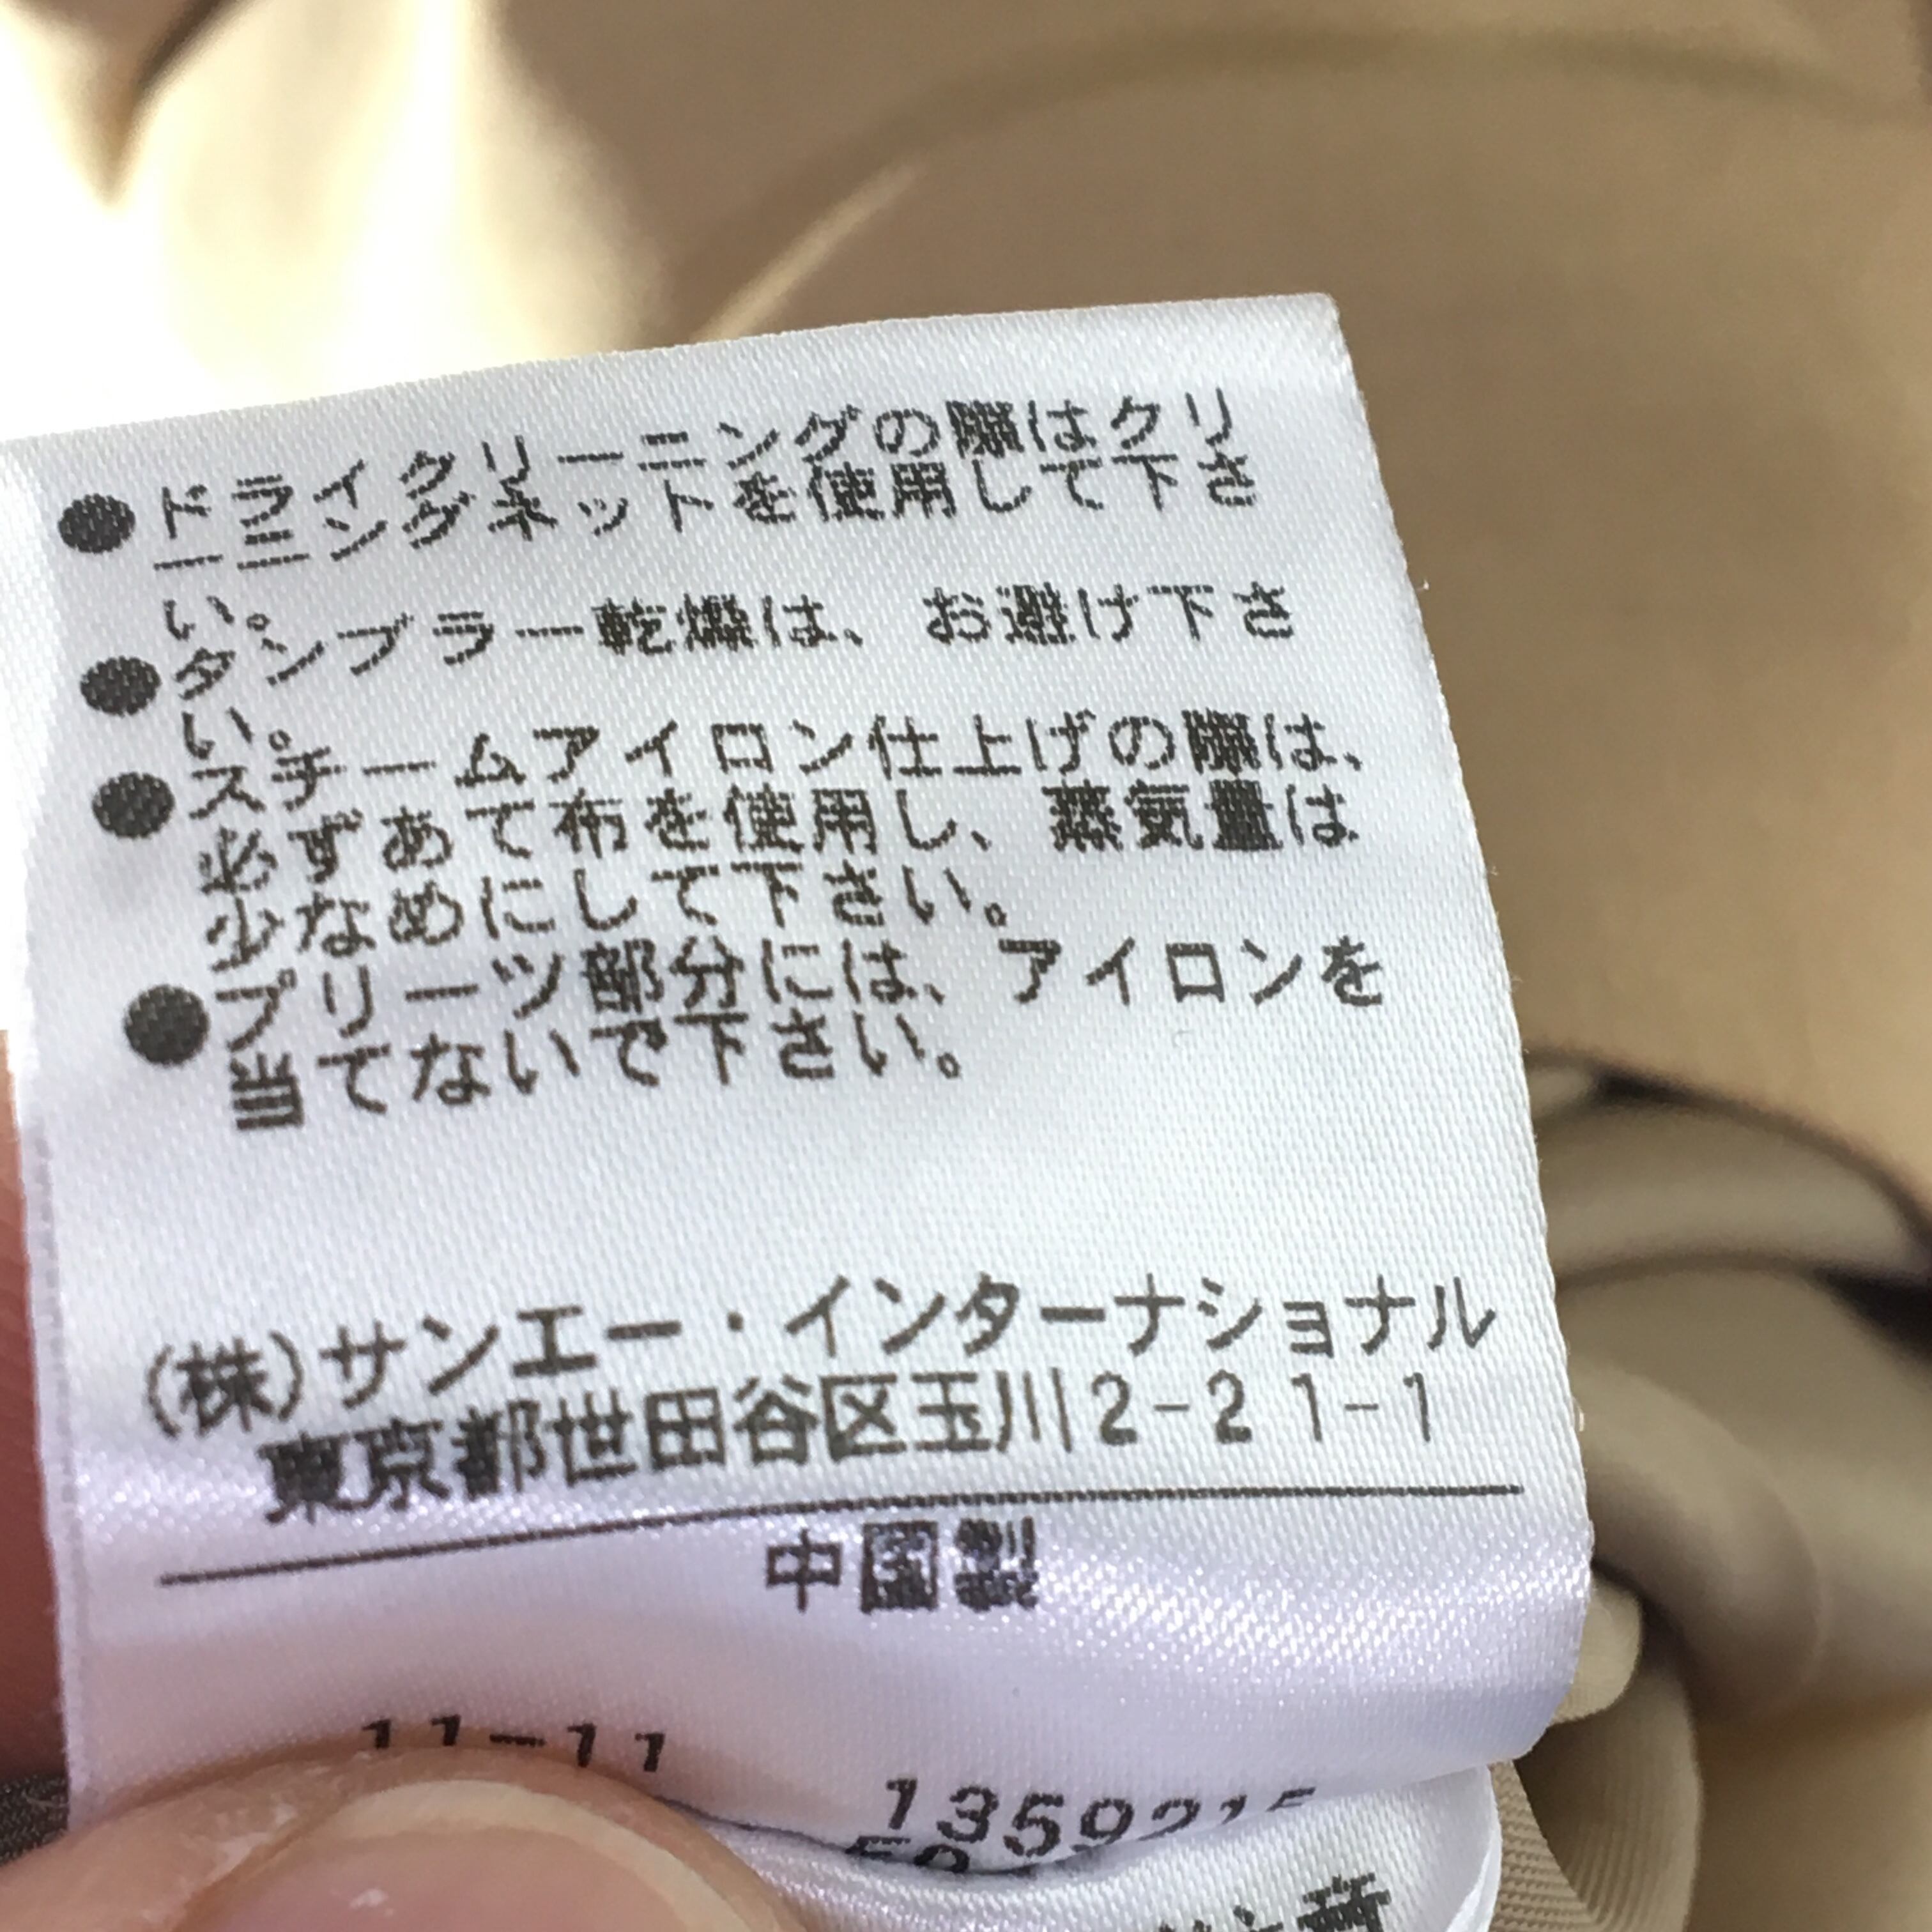 ●ドライクリーニングの際はクリ
ーニングネットを使用して下さ
い。
●タンブラー乾燥は、お避け下さ
い。
●スチームアイロン仕上げの際は、
必ずあて布を使用し、蒸気量は
少なめにして下さい。
●プリーツ部分には、アイロンを
当てないで下さい。
(株)サンエー・インターナショナル
東京都世田谷区玉川2-21-1
中国製
11-11